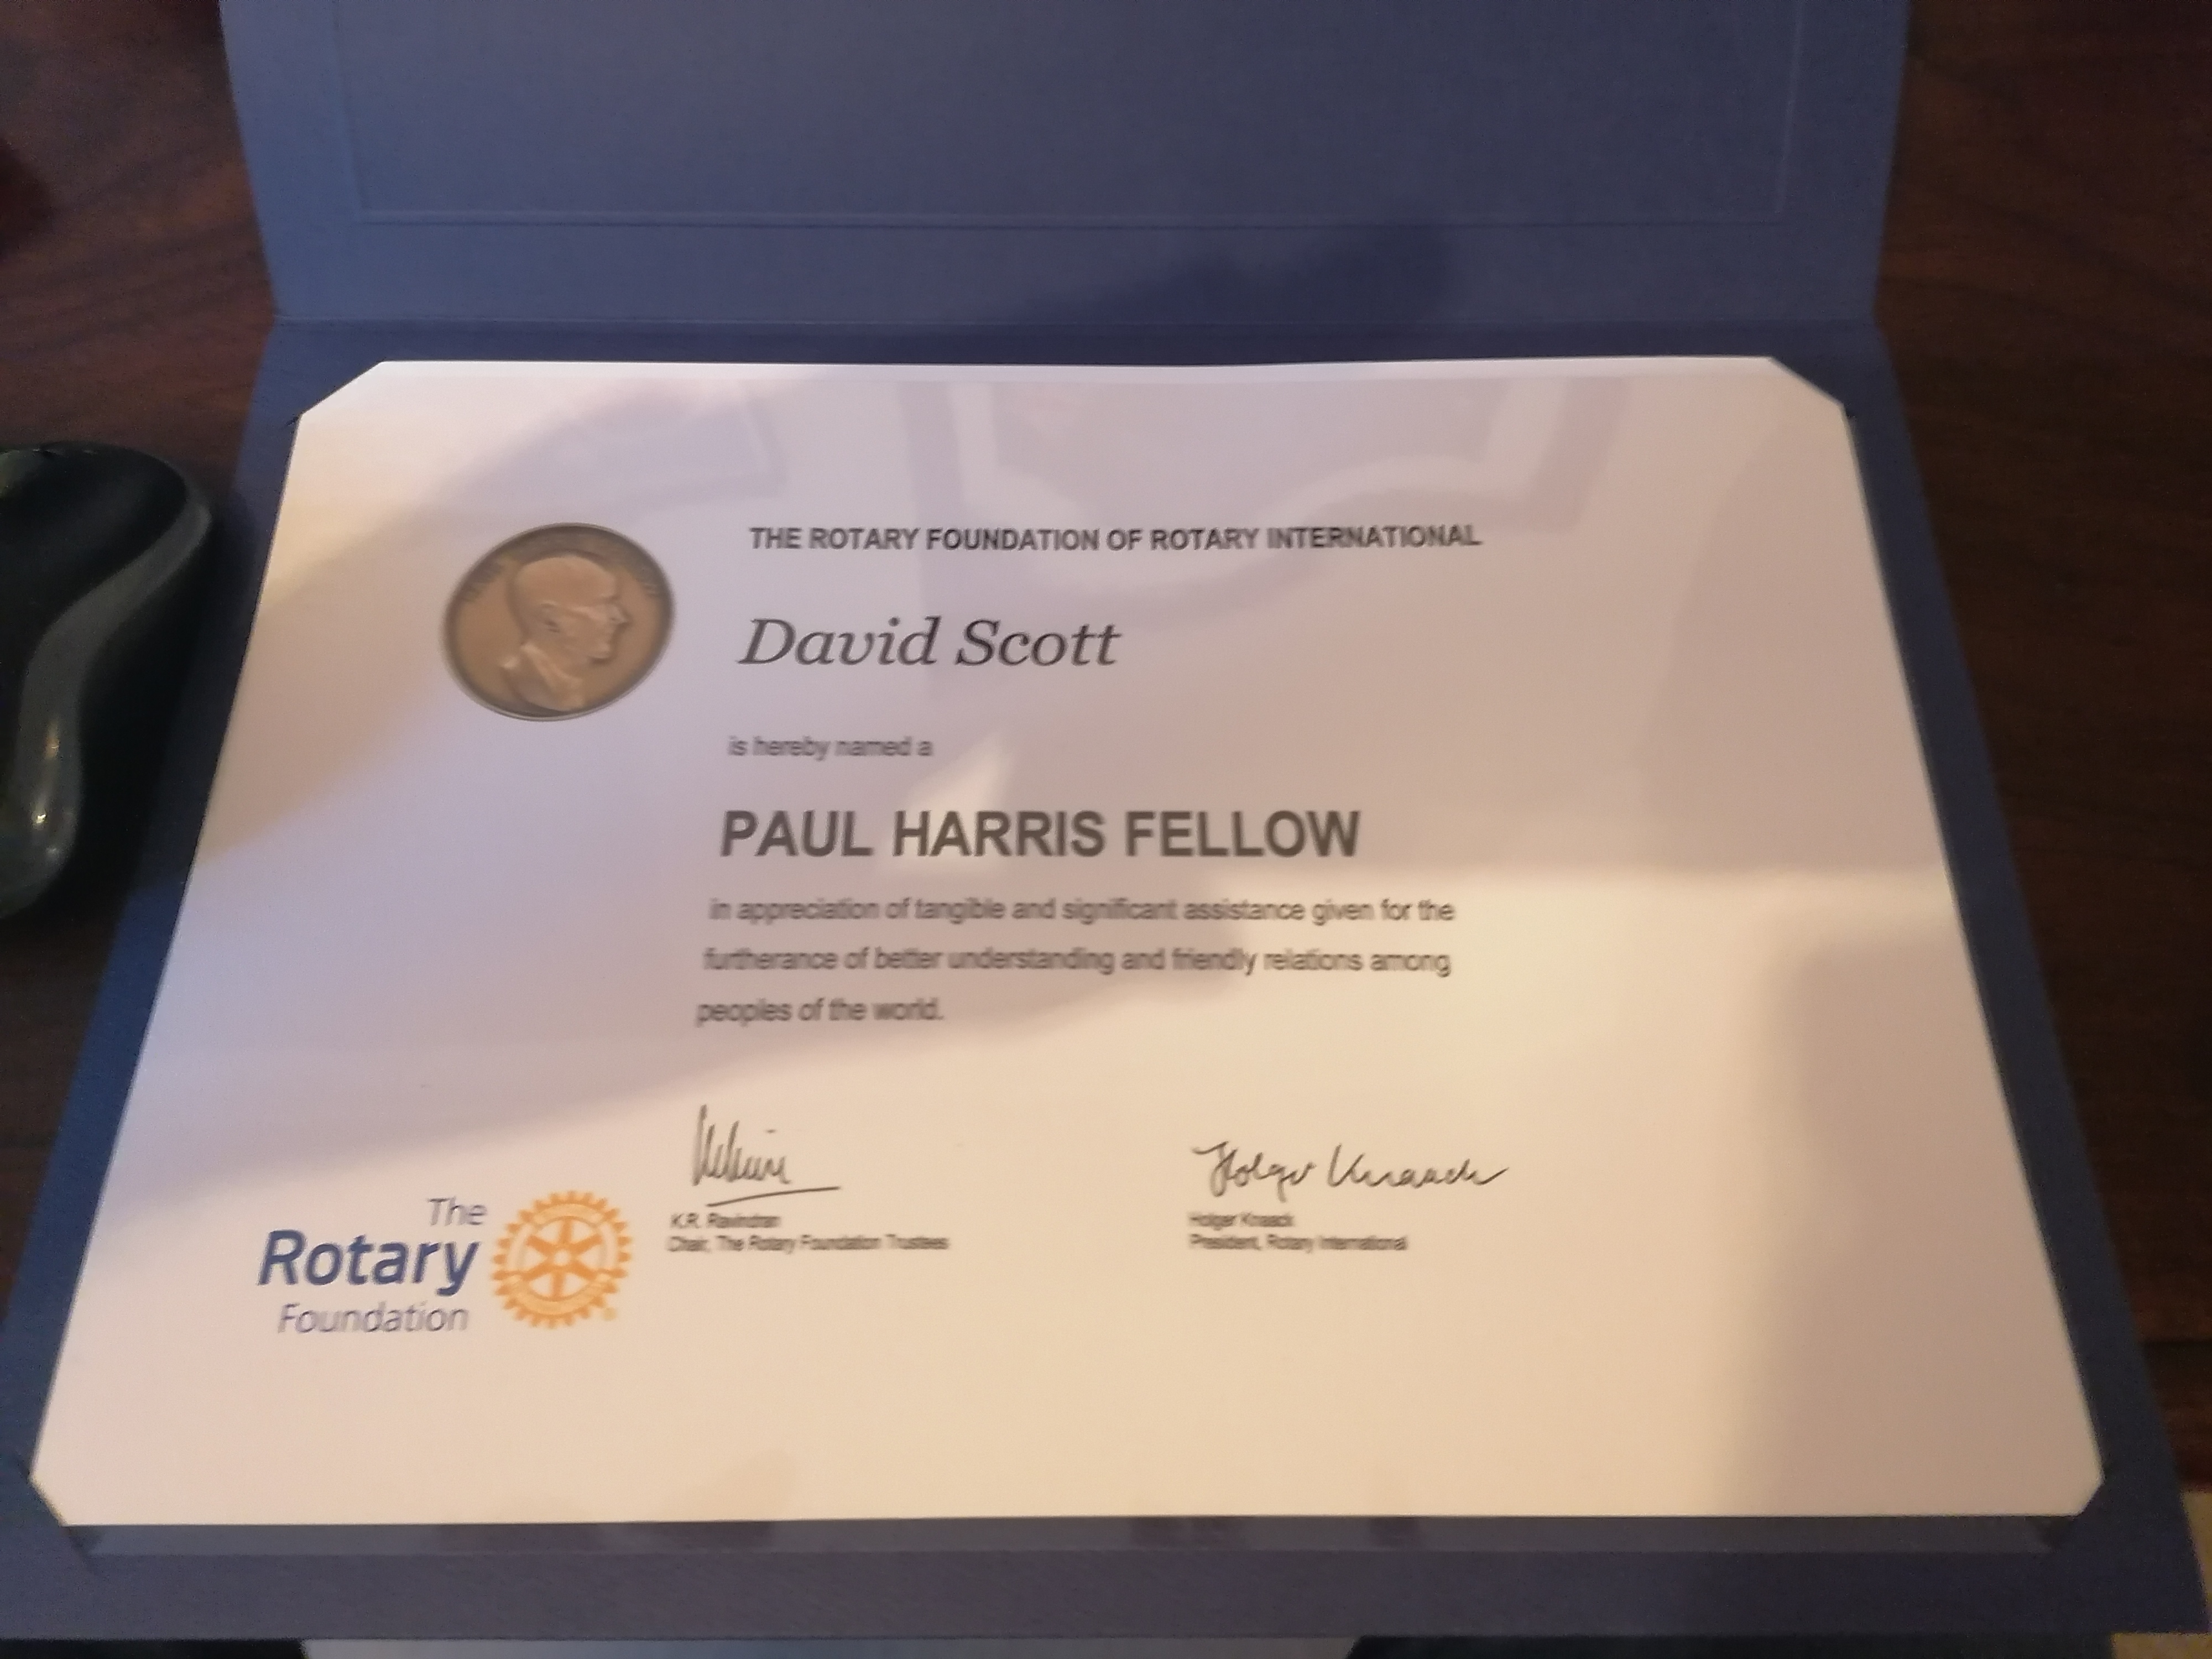 THE ROTARY FOUNDATION OF ROTARY INTERNATIONAL
David Scott
is hereby named a
PAUL HARRIS FELLOW
in appreciation of tangible and significant assistance given for the
furtherance of better understanding and friendly relations among
peoples of the world.
Holger Knaack
K.R. Ravindran
Chair, The Rotary Foundation Trustees
Holger Knaack
President, Rotary International
The
Rotary
Foundation